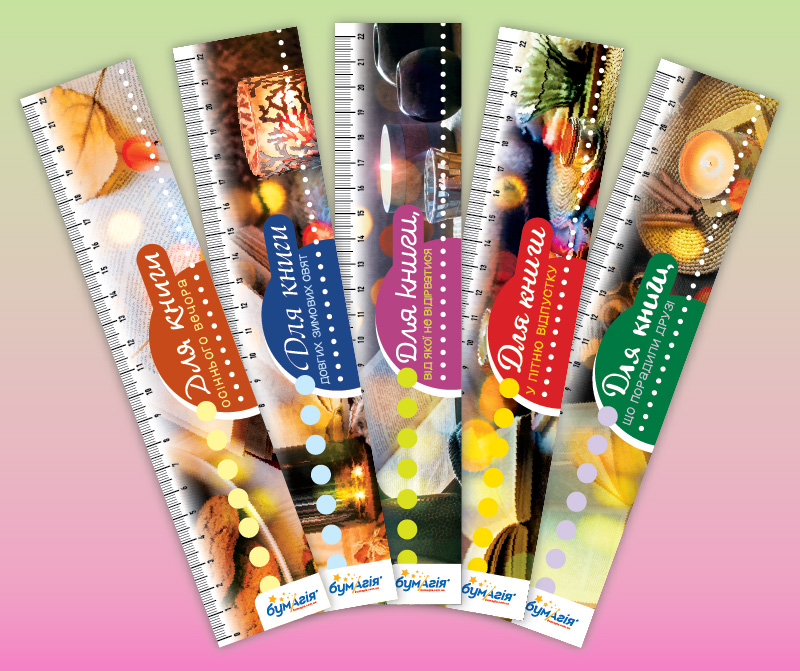 Для книги
осіннього вечора
бумагія
Для книги
довгих зимових свят
бумагія
Для книги,
від якої не відірватися
бумагія
Для книги
у літню відпустку
бумагія
Для книги,
що порадили друзі
бумагія